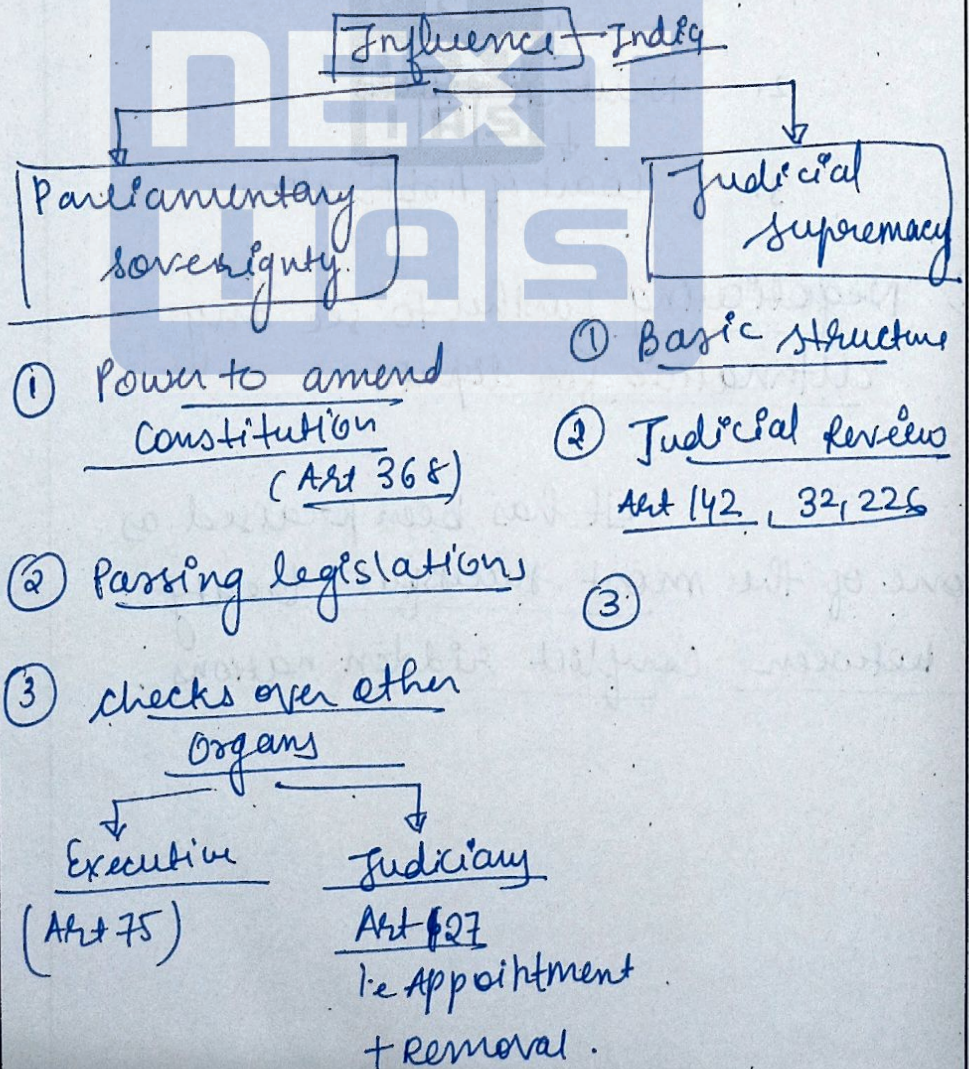 Influence - India
Parliamentary
sovereignty.
① Power to amend
Constitution
(Art 368)
② Passing legislations
③ checks over other
Organs
Executive
(Art 75)
Judiciary
Art 127
i.e Appointment
+ Removal.
Judicial
supremacy
① Basic structure
② Judicial Review
Art 142, 32, 226
③
NEXT
IAS